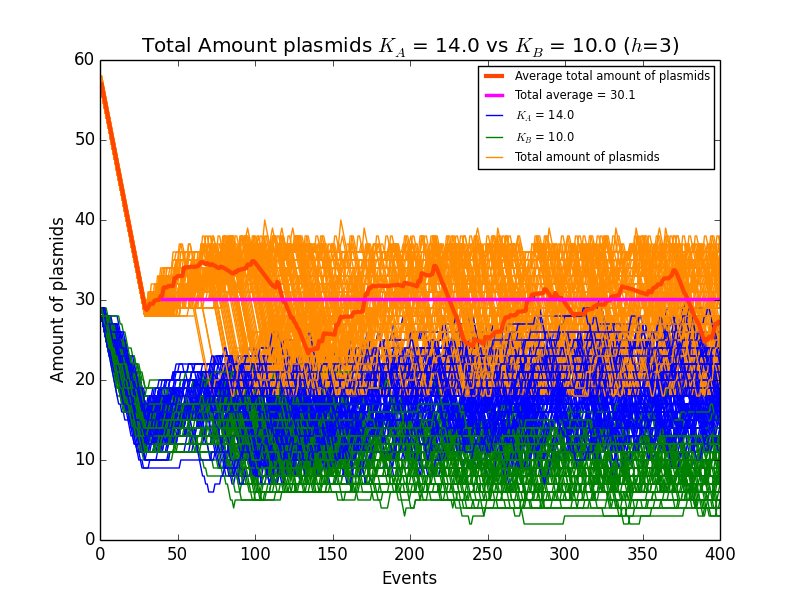 Total Amount plasmids K_A = 14.0 vs K_B = 10.0 (h=3)
60
50
40
30
20
10
0
Amount of plasmids
Average total amount of plasmids
Total average = 30.1
K_A = 14.0
K_B = 10.0
Total amount of plasmids
0 50 100 150 200 250 300 350 400
Events